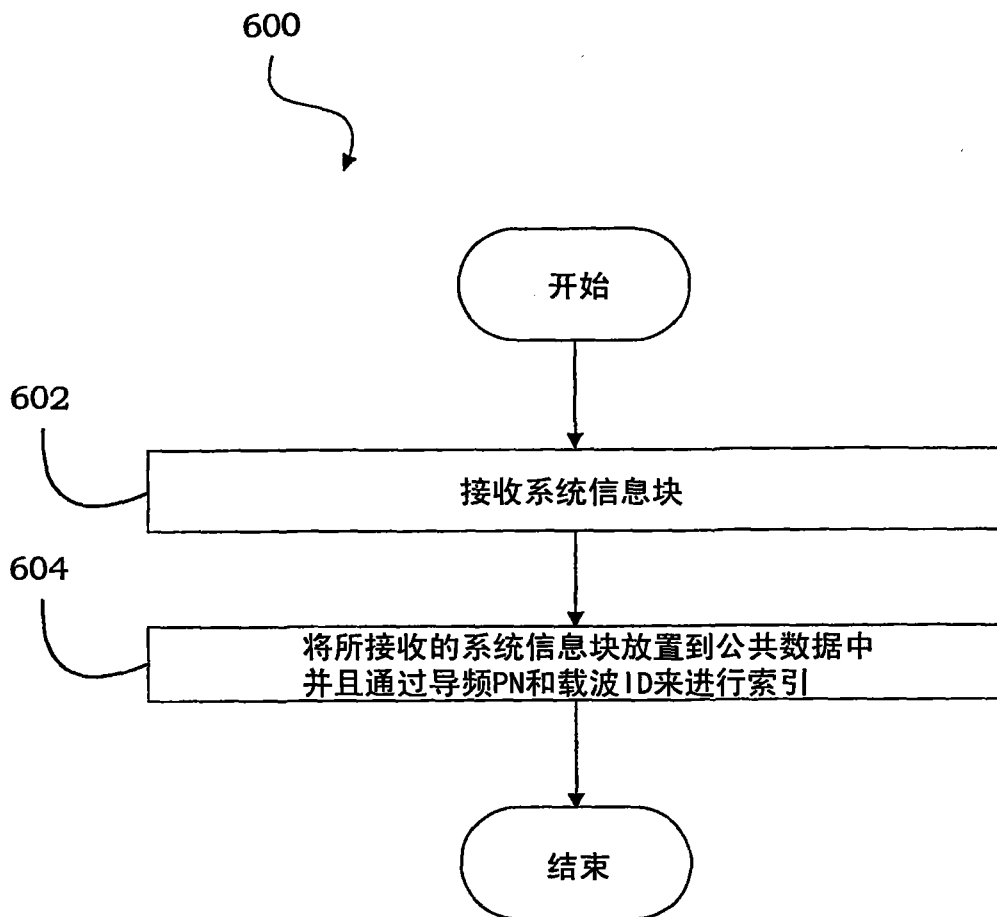 600
开始
602
接收系统信息块
604
将所接收的系统信息块放置到公共数据中
并且通过导频PN和载波ID来进行索引
结束